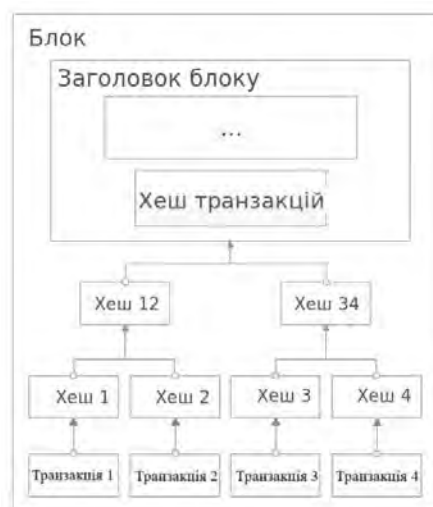 Блок
Заголовок блоку
...
Хеш транзакцій
Хеш 12
Хеш 34
Хеш 1
Хеш 2
Хеш 3
Хеш 4
Транзакція 1
Транзакція 2
Транзакція 3
Транзакція 4